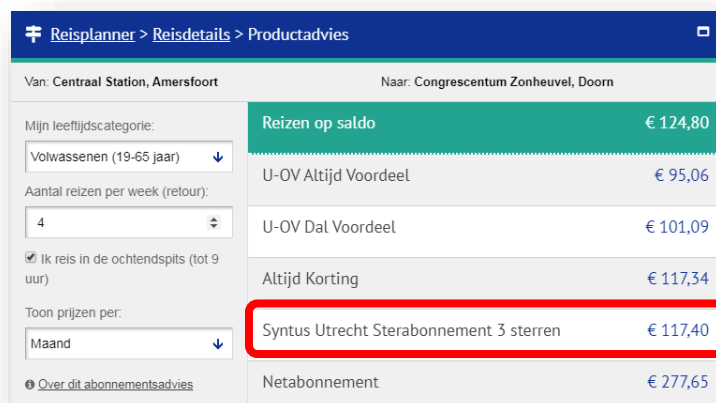 Reisplanner > Reisdetails > Productadvies
Van: Centraal Station, Amersfoort
Naar: Congrescentum Zonheuvel, Doorn
Mijn leeftijdscategorie:
Volwassenen (19-65 jaar)
Aantal reizen per week (retour):
4
Ik reis in de ochtendspits (tot 9
uur)
Toon prijzen per:
Maand
Over dit abonnementsadvies
Reizen op saldo € 124,80
U-OV Altijd Voordeel € 95,06
U-OV Dal Voordeel € 101,09
Altijd Korting € 117,34
Syntus Utrecht Sterabonnement 3 sterren € 117,40
Netabonnement € 277,65